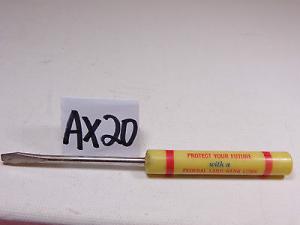 AX20
PROTECT YOUR FUTURE
with a
FEDERAL LAND BANK LOAN